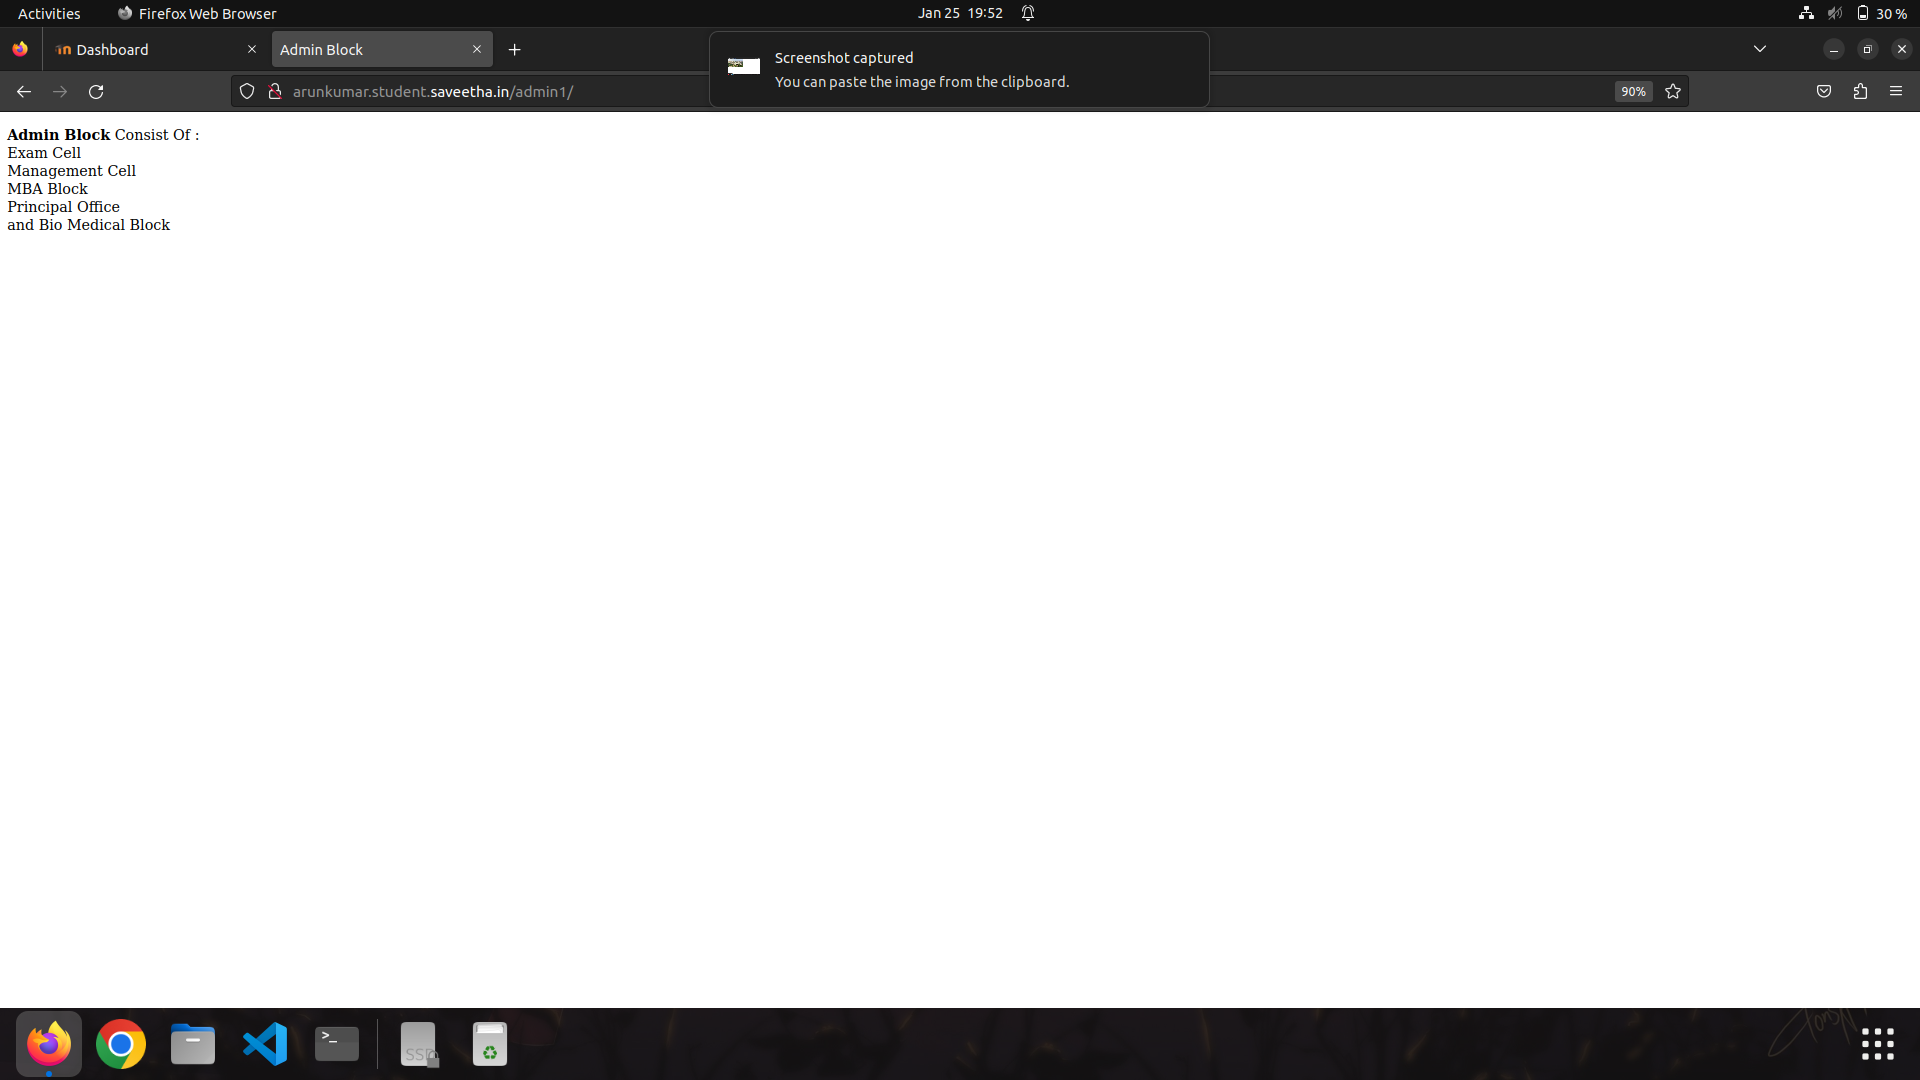 Activities
Firefox Web Browser
Jan 25 19:52
30 %
Dashboard
Admin Block
Screenshot captured
You can paste the image from the clipboard.
arunkumar.student.saveetha.in/admin1/
90%
Admin Block Consist Of :
Exam Cell
Management Cell
MBA Block
Principal Office
and Bio Medical Block
>_
SSD